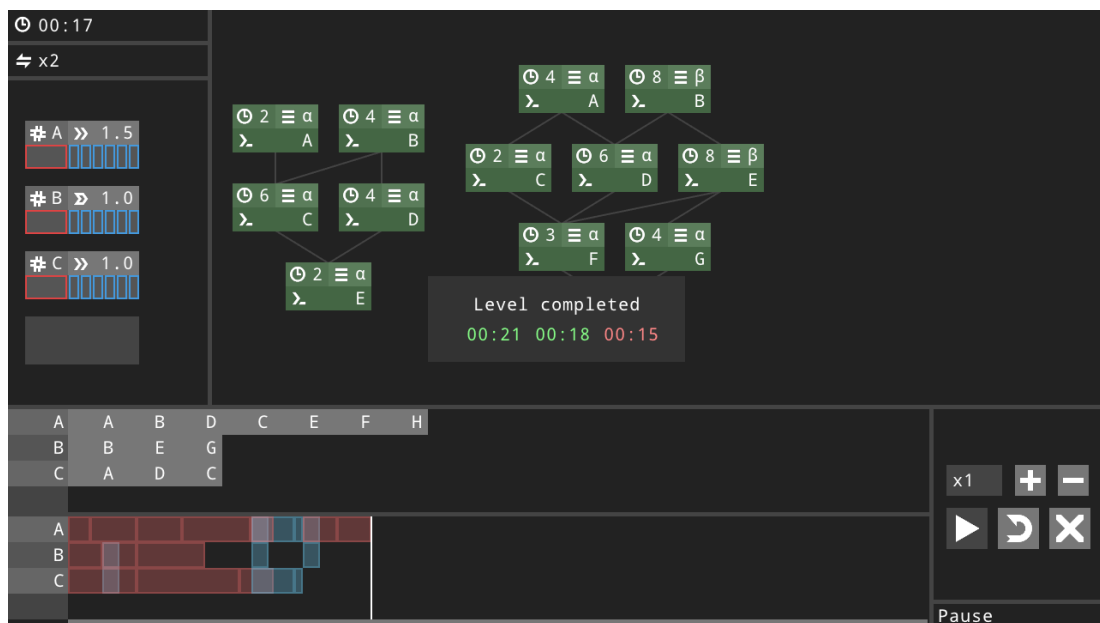 00:17
x2
A 1.5
B 1.0
C 1.0
4 α 8 β
A B
2 α 4 α
A B
2 α 6 α 8 β
C D E
6 α 4 α
C D
3 α 4 α
F G
2 α
E
Level completed
00:21 00:18 00:15
A A B D C E F H
B B E G
C A D C
x1
A
B
C
Pause